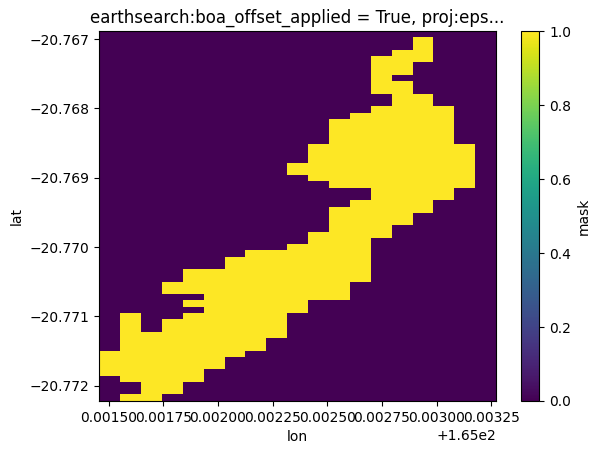 earthsearch:boa_offset_applied = True, proj:eps...
−20.767
−20.768
−20.769
−20.770
−20.771
−20.772
lat
0.00150 0.00175 0.00200 0.00225 0.00250 0.00275 0.00300 0.00325
+1.65e2
lon
1.0
0.8
0.6
0.4
0.2
0.0
mask